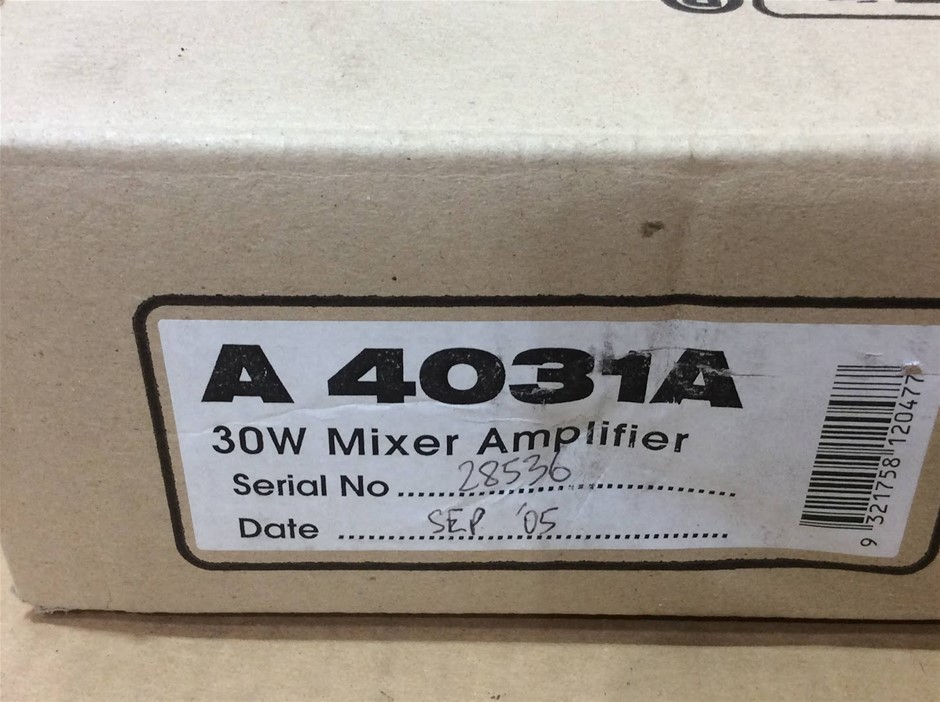 A 4031A
30W Mixer Amplifier
Serial No 28536
Date SEP '05
9 321758 120477